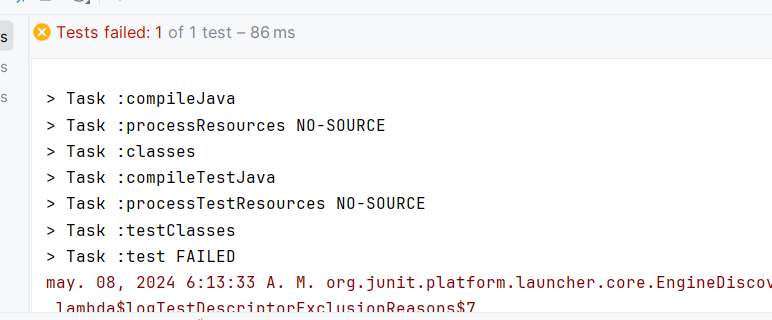 Tests failed: 1 of 1 test – 86 ms
s
s
s
> Task :compileJava
> Task :processResources NO-SOURCE
> Task :classes
> Task :compileTestJava
> Task :processTestResources NO-SOURCE
> Task :testClasses
> Task :test FAILED
may. 08, 2024 6:13:33 A. M. org.junit.platform.launcher.core.EngineDiscov
lambda$logTestDescriptorExclusionReasons$7